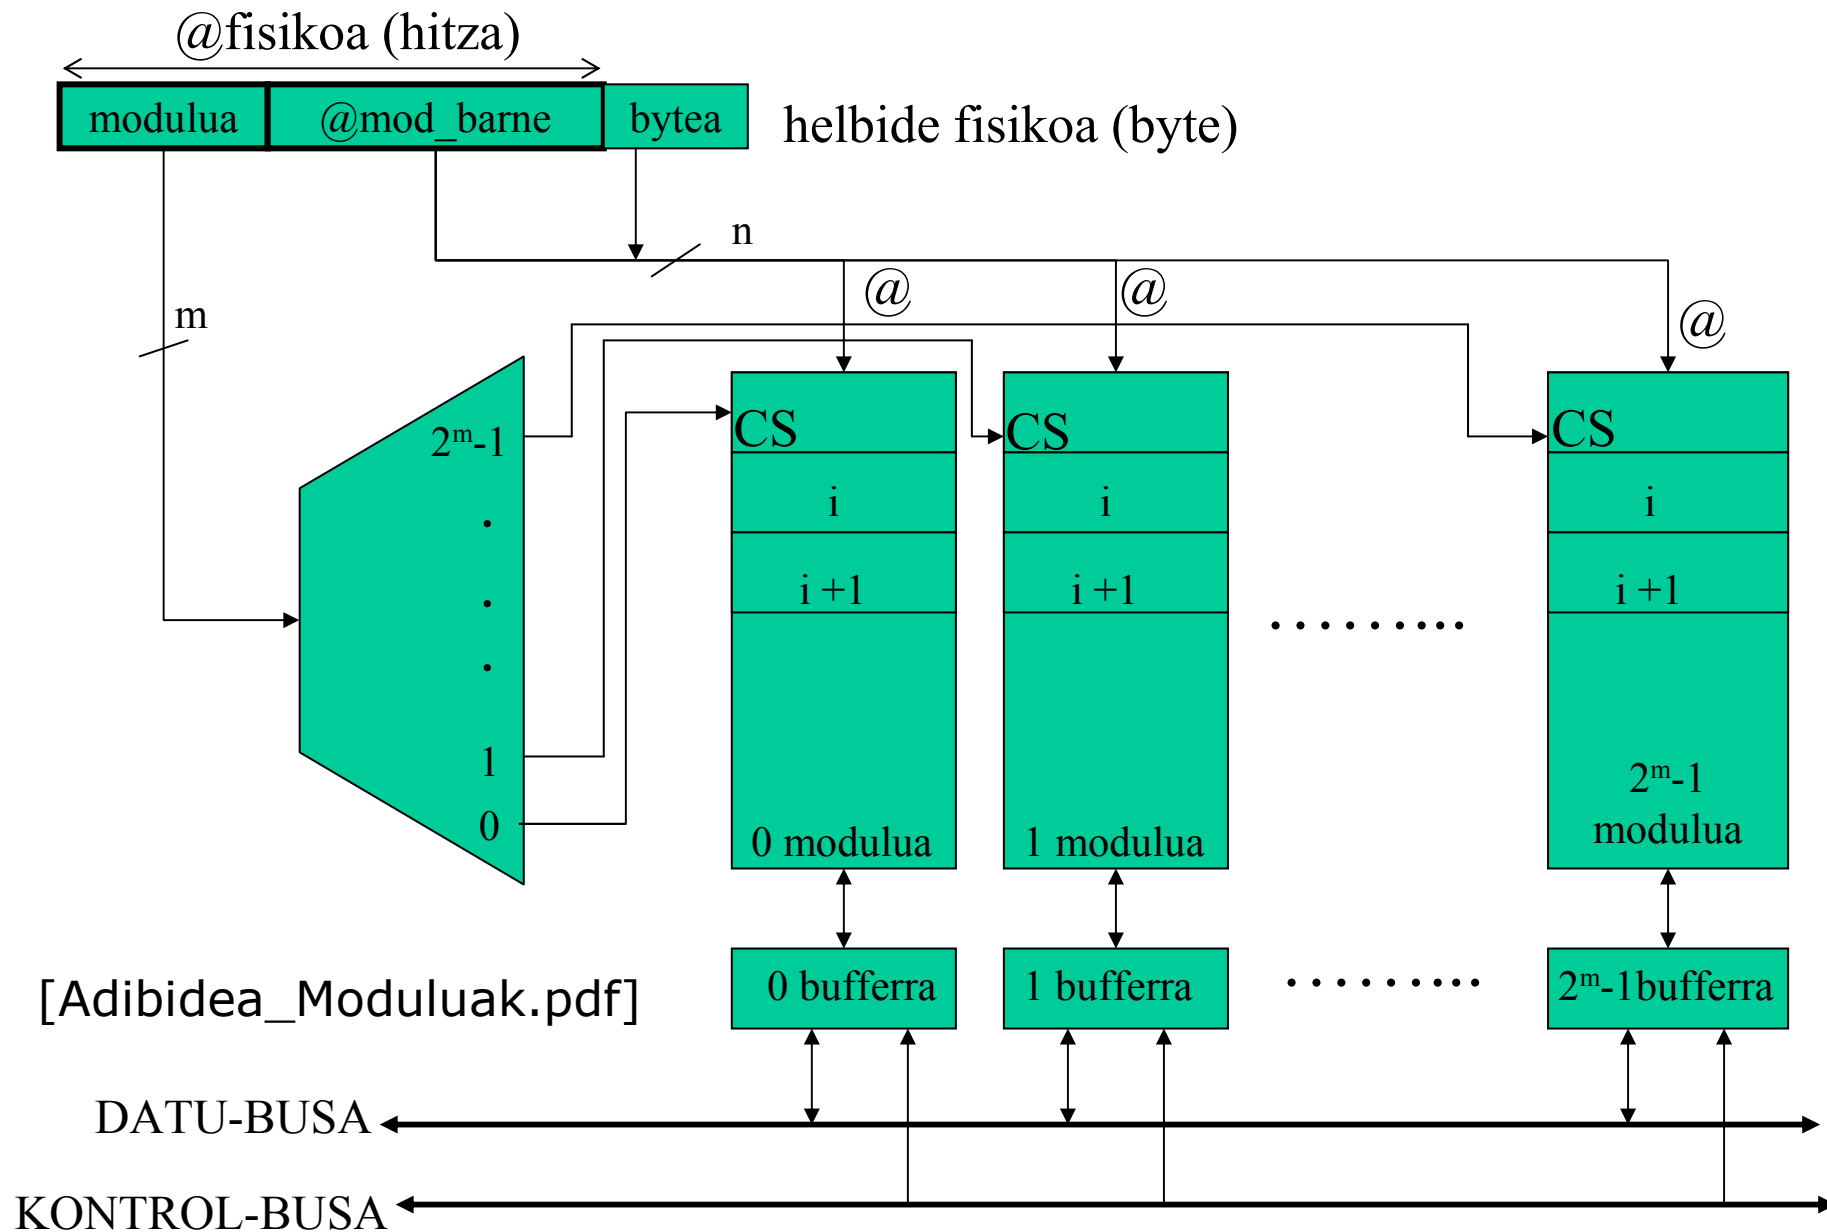 @fisikoa (hitza)
modulua @mod_barne bytea helbide fisikoa (byte)
n
m
@ @ @
2ᵐ-1
.
.
.
1
0
CS CS CS
i i i
i +1 i +1 i +1
.........
0 modulua 1 modulua 2ᵐ-1
modulua
[Adibidea_Moduluak.pdf]
0 bufferra 1 bufferra ......... 2ᵐ-1bufferra
DATU-BUSA
KONTROL-BUSA